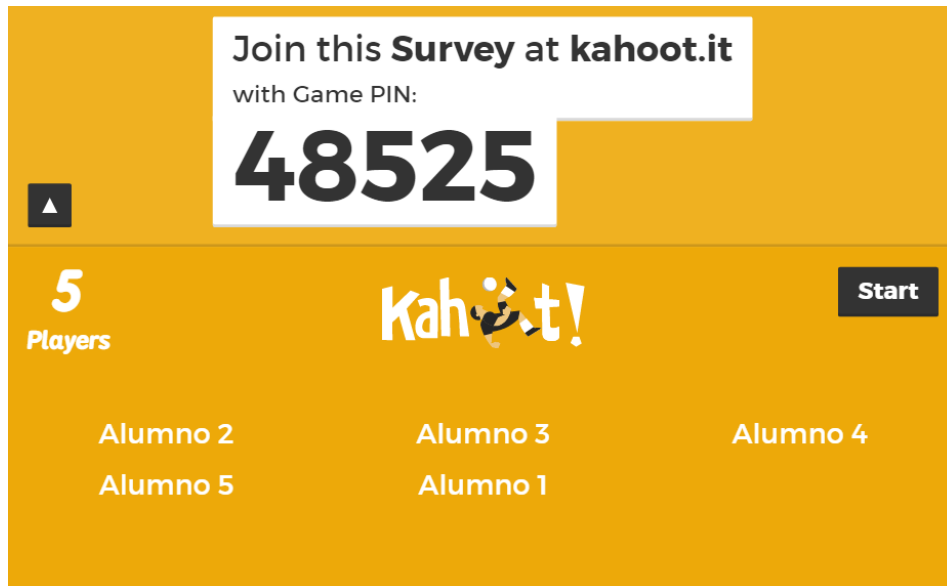 Join this Survey at kahoot.it
with Game PIN:
48525
5
Players
Kahoot!
Start
Alumno 2 Alumno 3 Alumno 4
Alumno 5 Alumno 1